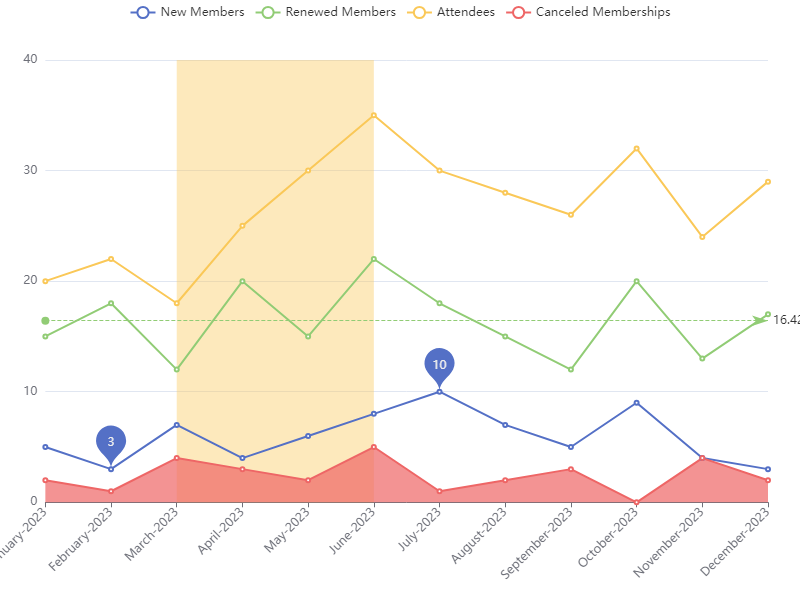 New Members Renewed Members Attendees Canceled Memberships
40
30
20
10
0
16.42
10
3
nuary-2023
February-2023
March-2023
April-2023
May-2023
June-2023
July-2023
August-2023
September-2023
October-2023
November-2023
December-2023